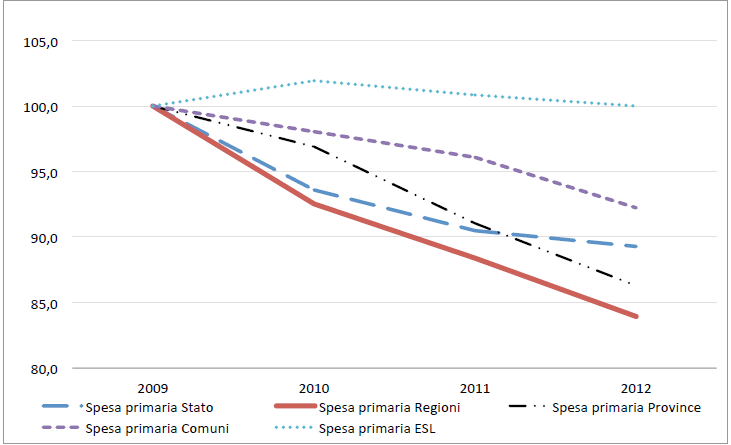 105,0
100,0
95,0
90,0
85,0
80,0
2009 2010 2011 2012
Spesa primaria Stato Spesa primaria Regioni Spesa primaria Province
Spesa primaria Comuni Spesa primaria ESL